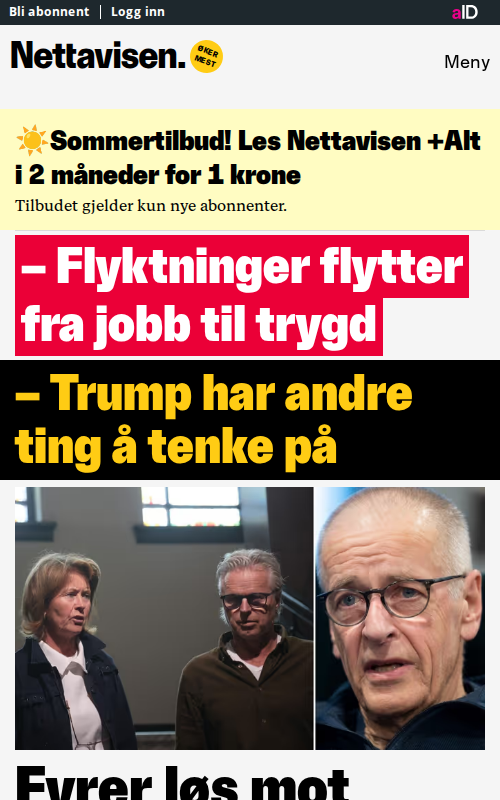 Bli abonnent | Logg inn
aID
Nettavisen.
ØKER
MEST
Meny
☀️Sommertilbud! Les Nettavisen +Alt
i 2 måneder for 1 krone
Tilbudet gjelder kun nye abonnenter.
– Flyktninger flytter
fra jobb til trygd
– Trump har andre
ting å tenke på
Fyrer løs mot